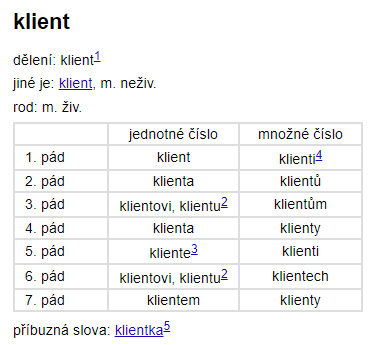 klient
dělení: klient1
jiné je: klient, m. neživ.
rod: m. živ.
jednotné číslo množné číslo
1. pád klient klienti4
2. pád klienta klientů
3. pád klientovi, klientu2 klientům
4. pád klienta klienty
5. pád kliente3 klienti
6. pád klientovi, klientu2 klientech
7. pád klientem klienty
příbuzná slova: klientka5